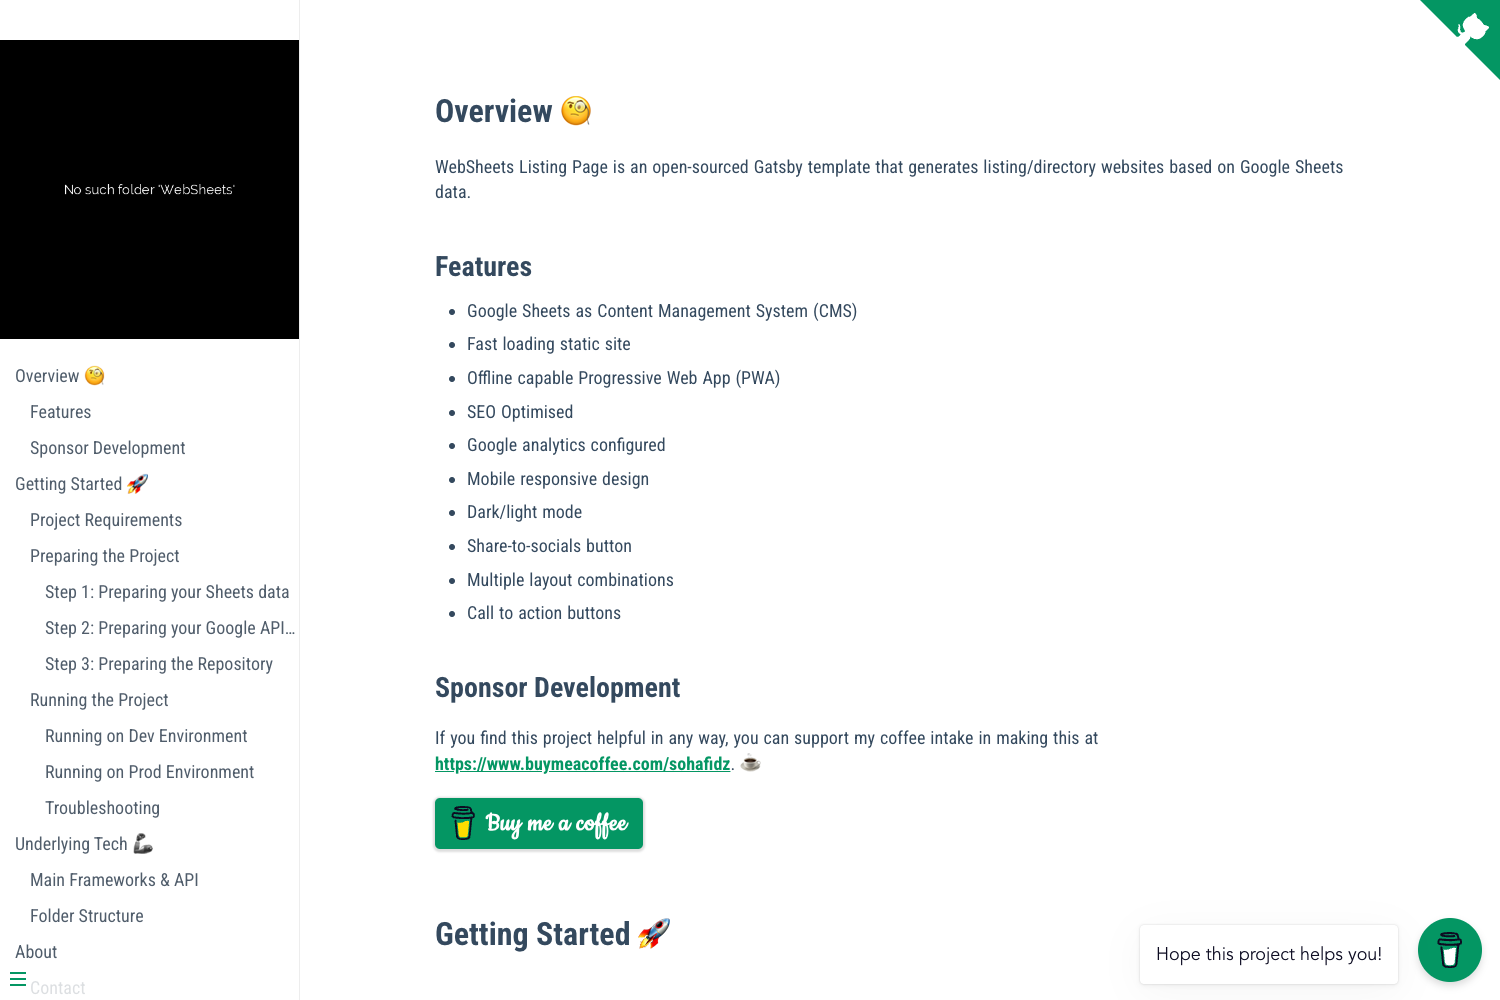 No such folder 'WebSheets'
Overview 🧐
Features
Sponsor Development
Getting Started 🚀
Project Requirements
Preparing the Project
Step 1: Preparing your Sheets data
Step 2: Preparing your Google API...
Step 3: Preparing the Repository
Running the Project
Running on Dev Environment
Running on Prod Environment
Troubleshooting
Underlying Tech 🦾
Main Frameworks & API
Folder Structure
About
Contact
Overview 🧐
WebSheets Listing Page is an open-sourced Gatsby template that generates listing/directory websites based on Google Sheets
data.
Features
• Google Sheets as Content Management System (CMS)
• Fast loading static site
• Offline capable Progressive Web App (PWA)
• SEO Optimised
• Google analytics configured
• Mobile responsive design
• Dark/light mode
• Share-to-socials button
• Multiple layout combinations
• Call to action buttons
Sponsor Development
If you find this project helpful in any way, you can support my coffee intake in making this at
https://www.buymeacoffee.com/sohafidz. ☕
Buy me a coffee
Getting Started 🚀
Hope this project helps you!